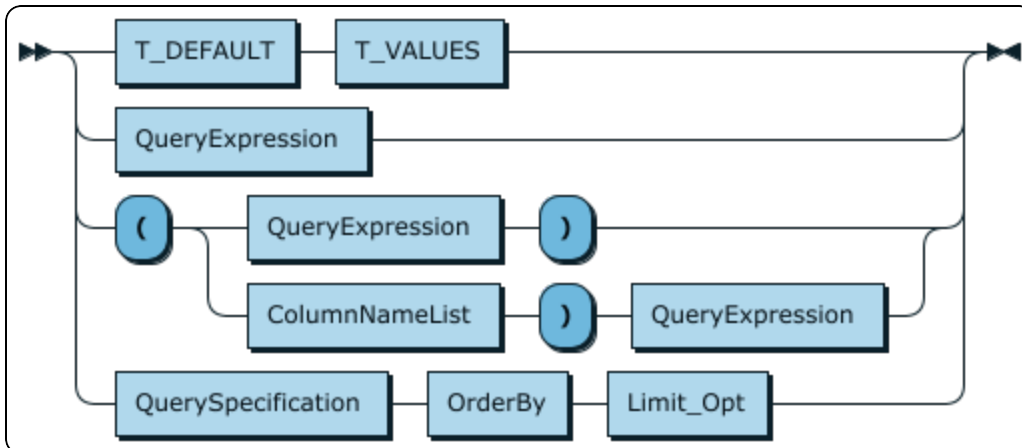 T_DEFAULT T_VALUES
QueryExpression
( QueryExpression )
ColumnNameList ) QueryExpression
QuerySpecification OrderBy Limit_Opt